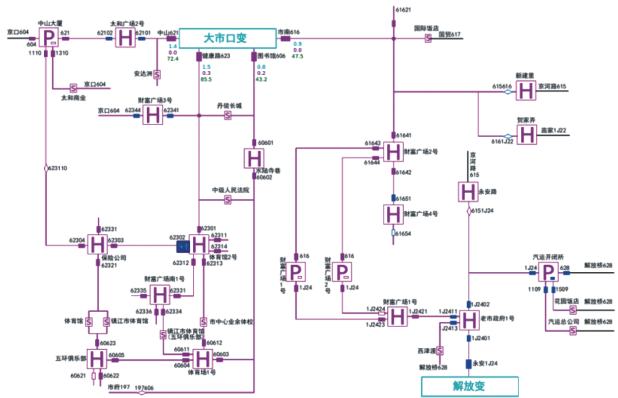 中山大厦
京口604
604
621
1110
1310
太和广场2号
62102
62101
中山621
大市口变
市南616
1.4
0.0
72.4
0.9
0.0
47.5
61621
国际饭店
国贸617
安达洲
健康路623
图书馆606
1.5
0.3
85.5
0.8
0.2
43.2
京口604
太和商业
京口604
财富广场3号
62344
62341
丹徒长城
新建里
615616
京河路615
贺家弄
6161J22
60601
水陆寺巷
60602
61641
61643
61644
财富广场2号
61642
京河路615
永安路
中级人民法院
623110
61651
财富广场4号
61654
6151J24
62331
62304
62303
保险公司
62321
62301
62302
62311
62314
体育馆2号
62312
62313
616
财富广场1号
1J24
616
财富广场2号
1J24
汽运开闭所
1J24
628
解放桥628
1109
1509
花园饭店
解放桥628
汽运总公司
解放桥628
财富广场南1号
62335
62331
62336
62334
财富广场1号
1J2424
1J2421
1J2423
1J2402
1J2411
1J2413
老市政府1号
1J2401
体育馆
镇江市体育馆
镇江市体育馆
(五环俱乐部)
市中心业余体校
60623
五环俱乐部
60605
60621
60622
60611
60604
60612
60603
体育场1号
西津渡
解放桥628
永安1J24
市府197
197606
解放变